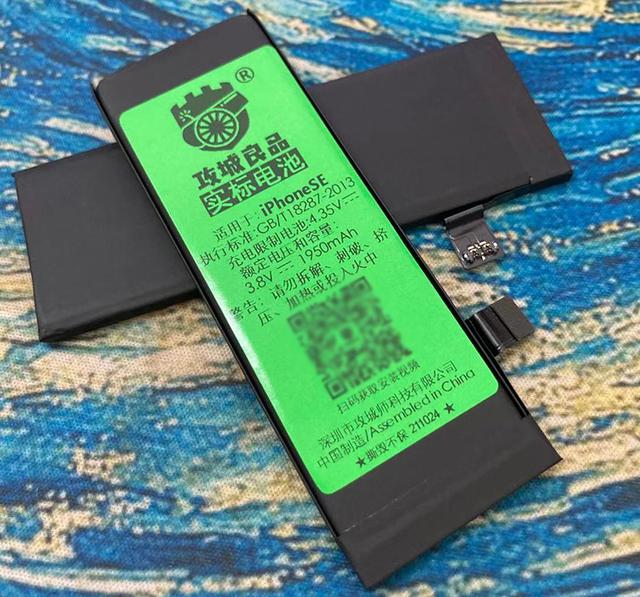 ®
攻城良品
实标电池
适用于: iPhoneSE
执行标准:GB/T18287-2013
充电限制电池:4.35V⎓
额定电压和容量:
3.8V⎓ 1950mAh
警告: 请勿拆解、刺破、挤
压、加热或投入火中
扫码获取安装视频
深圳市攻城师科技有限公司
中国制造/Assembled in China
★撕毁不保 211024 ★